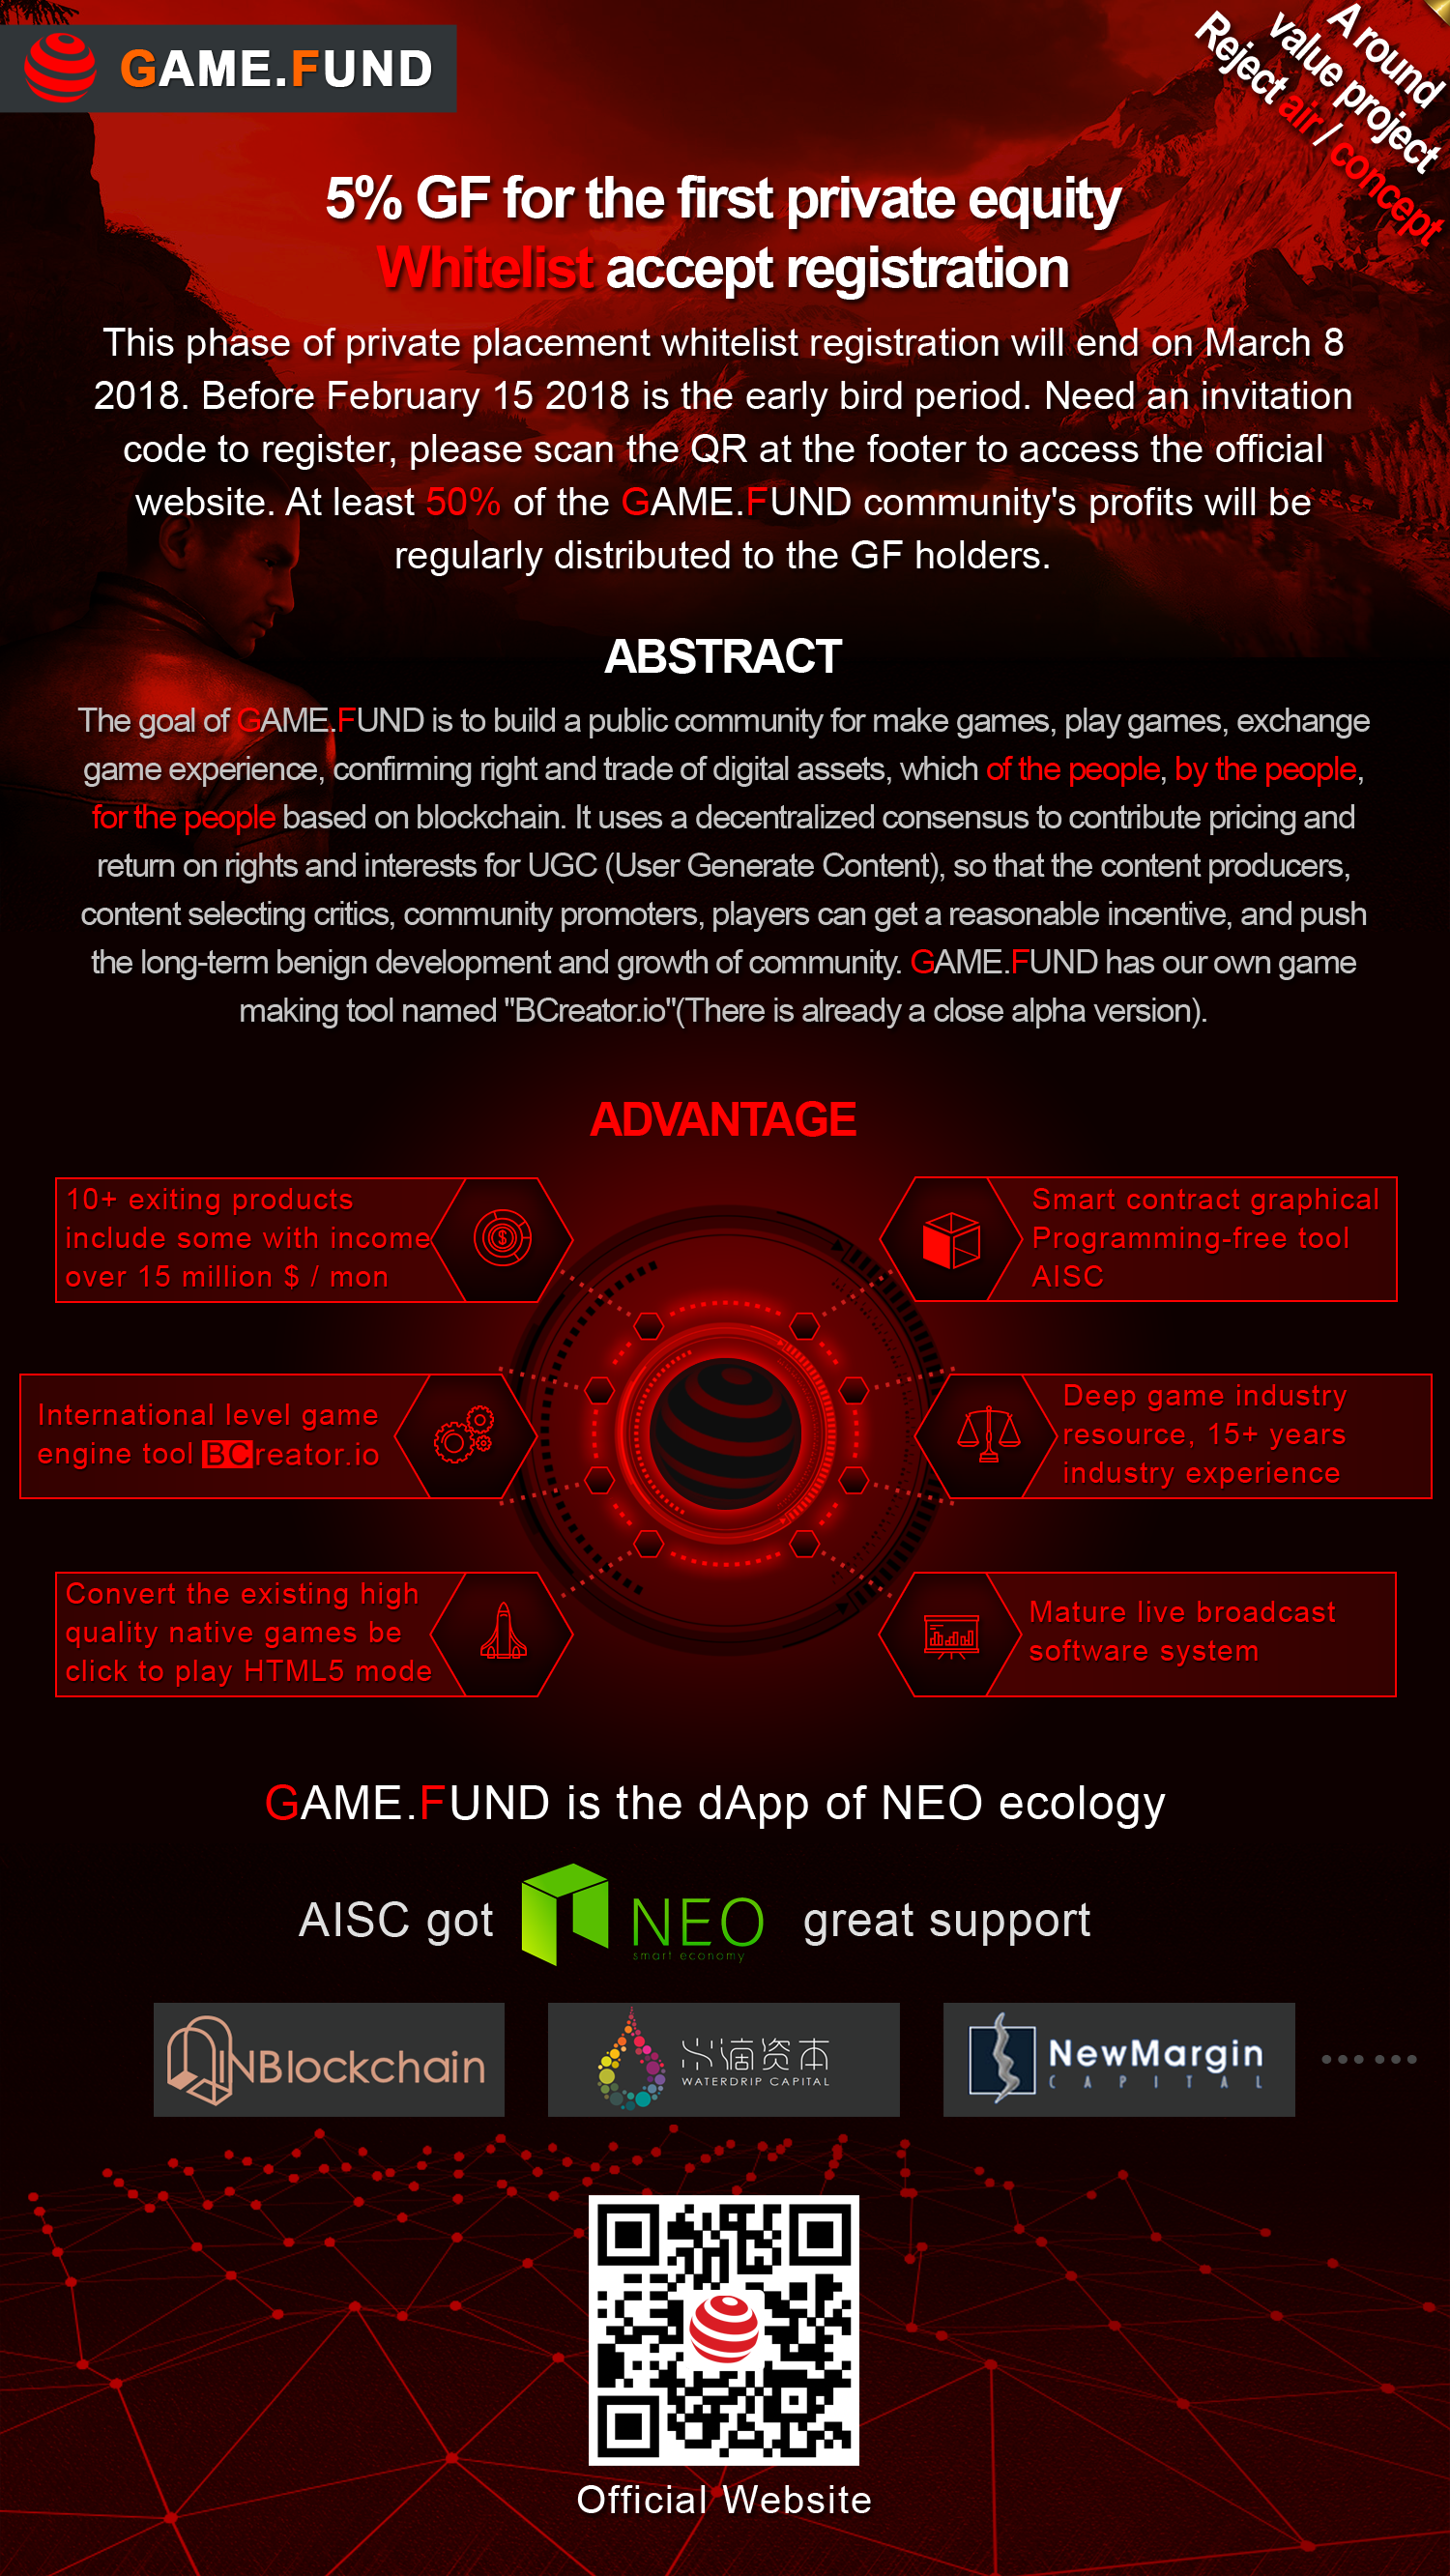 GAME.FUND
A round
value project
Reject air / concept
5% GF for the first private equity
Whitelist accept registration
This phase of private placement whitelist registration will end on March 8
2018. Before February 15 2018 is the early bird period. Need an invitation
code to register, please scan the QR at the footer to access the official
website. At least 50% of the GAME.FUND community's profits will be
regularly distributed to the GF holders.
ABSTRACT
The goal of GAME.FUND is to build a public community for make games, play games, exchange
game experience, confirming right and trade of digital assets, which of the people, by the people,
for the people based on blockchain. It uses a decentralized consensus to contribute pricing and
return on rights and interests for UGC (User Generate Content), so that the content producers,
content selecting critics, community promoters, players can get a reasonable incentive, and push
the long-term benign development and growth of community. GAME.FUND has our own game
making tool named "BCreator.io"(There is already a close alpha version).
ADVANTAGE
10+ exiting products
include some with income
over 15 million $ / mon
Smart contract graphical
Programming-free tool
AISC
International level game
engine tool BCreator.io
Deep game industry
resource, 15+ years
industry experience
Convert the existing high
quality native games be
click to play HTML5 mode
Mature live broadcast
software system
GAME.FUND is the dApp of NEO ecology
AISC got NEO great support
smart economy
INBlockchain
水滴资本
WATERDRIP CAPITAL
NewMargin
CAPITAL
……
Official Website